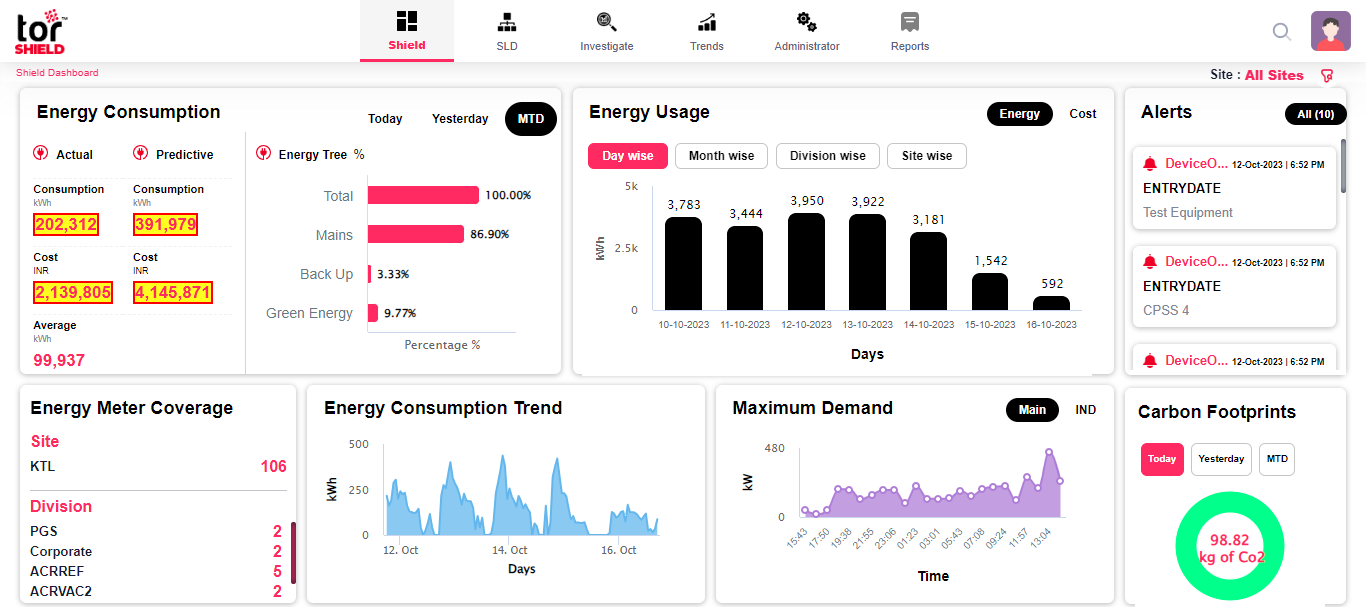 tor™
SHIELD
Shield
SLD
Investigate
Trends
Administrator
Reports
Shield Dashboard
Site : All Sites
Energy Consumption
Today
Yesterday
MTD
Actual
Predictive
Consumption
kWh
202,312
Consumption
kWh
391,979
Cost
INR
2,139,805
Cost
INR
4,145,871
Average
kWh
99,937
Energy Tree %
Total
100.00%
Mains
86.90%
Back Up
3.33%
Green Energy
9.77%
Percentage %
Energy Usage
Energy
Cost
Day wise
Month wise
Division wise
Site wise
5k
2.5k
0
kWh
3,783
3,444
3,950
3,922
3,181
1,542
592
10-10-2023
11-10-2023
12-10-2023
13-10-2023
14-10-2023
15-10-2023
16-10-2023
Days
Alerts
All (10)
DeviceO... 12-Oct-2023 | 6:52 PM
ENTRYDATE
Test Equipment
DeviceO... 12-Oct-2023 | 6:52 PM
ENTRYDATE
CPSS 4
DeviceO... 12-Oct-2023 | 6:52 PM
Energy Meter Coverage
Site
KTL 106
Division
PGS 2
Corporate 2
ACRREF 5
ACRVAC2 2
Energy Consumption Trend
500
250
0
kWh
12. Oct
14. Oct
16. Oct
Days
Maximum Demand
Main
IND
480
0
kW
15:43
17:50
19:38
21:55
23:06
01:23
03:01
05:43
07:08
09:24
11:57
13:04
Time
Carbon Footprints
Today
Yesterday
MTD
98.82
kg of Co2